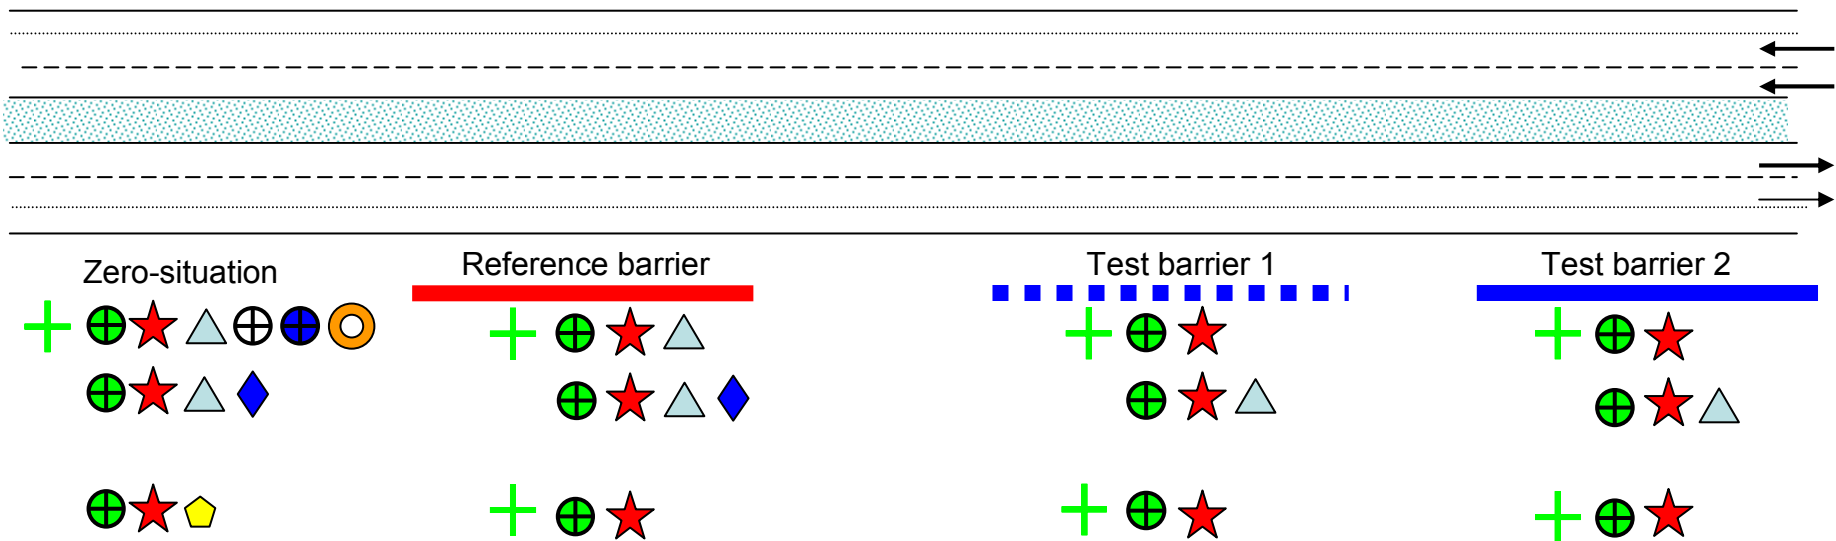 Zero-situation
Reference barrier
Test barrier 1
Test barrier 2